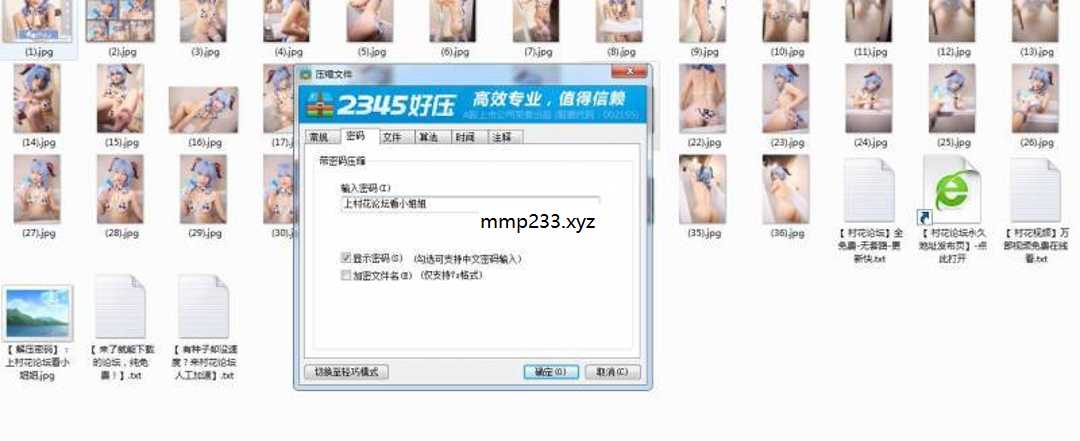 (1).jpg
(2).jpg
(3).jpg
(4).jpg
(5).jpg
(6).jpg
(7).jpg
(8).jpg
(9).jpg
(10).jpg
(11).jpg
(12).jpg
(13).jpg
压缩文件
2345好压 高效专业，值得信赖
A股上市公司荣誉出品 (股票代码：002195)
常规 密码 文件 算法 时间 注释
带密码压缩
输入密码(I)
上村花论坛看小姐姐
mmp233.xyz
显示密码(S) (勾选可支持中文密码输入)
加密文件名(E) (仅支持7z格式)
切换至轻巧模式
确定(O)
取消(C)
(14).jpg
(15).jpg
(16).jpg
(17).j
(22).jpg
(23).jpg
(24).jpg
(25).jpg
(26).jpg
(27).jpg
(28).jpg
(29).jpg
(30).j
(35).jpg
(36).jpg
【 村花论坛】全
免费-无套路-更
新快.txt
【 村花论坛永久
地址发布页】-点
此打开
【 村花视频】万
部视频免费在线
看.txt
【 解压密码】：
上村花论坛看小
姐姐.jpg
【 来了就能下载
的论坛，纯免
费！】.txt
【 有种子却没速
度？来村花论坛
人工加速】.txt